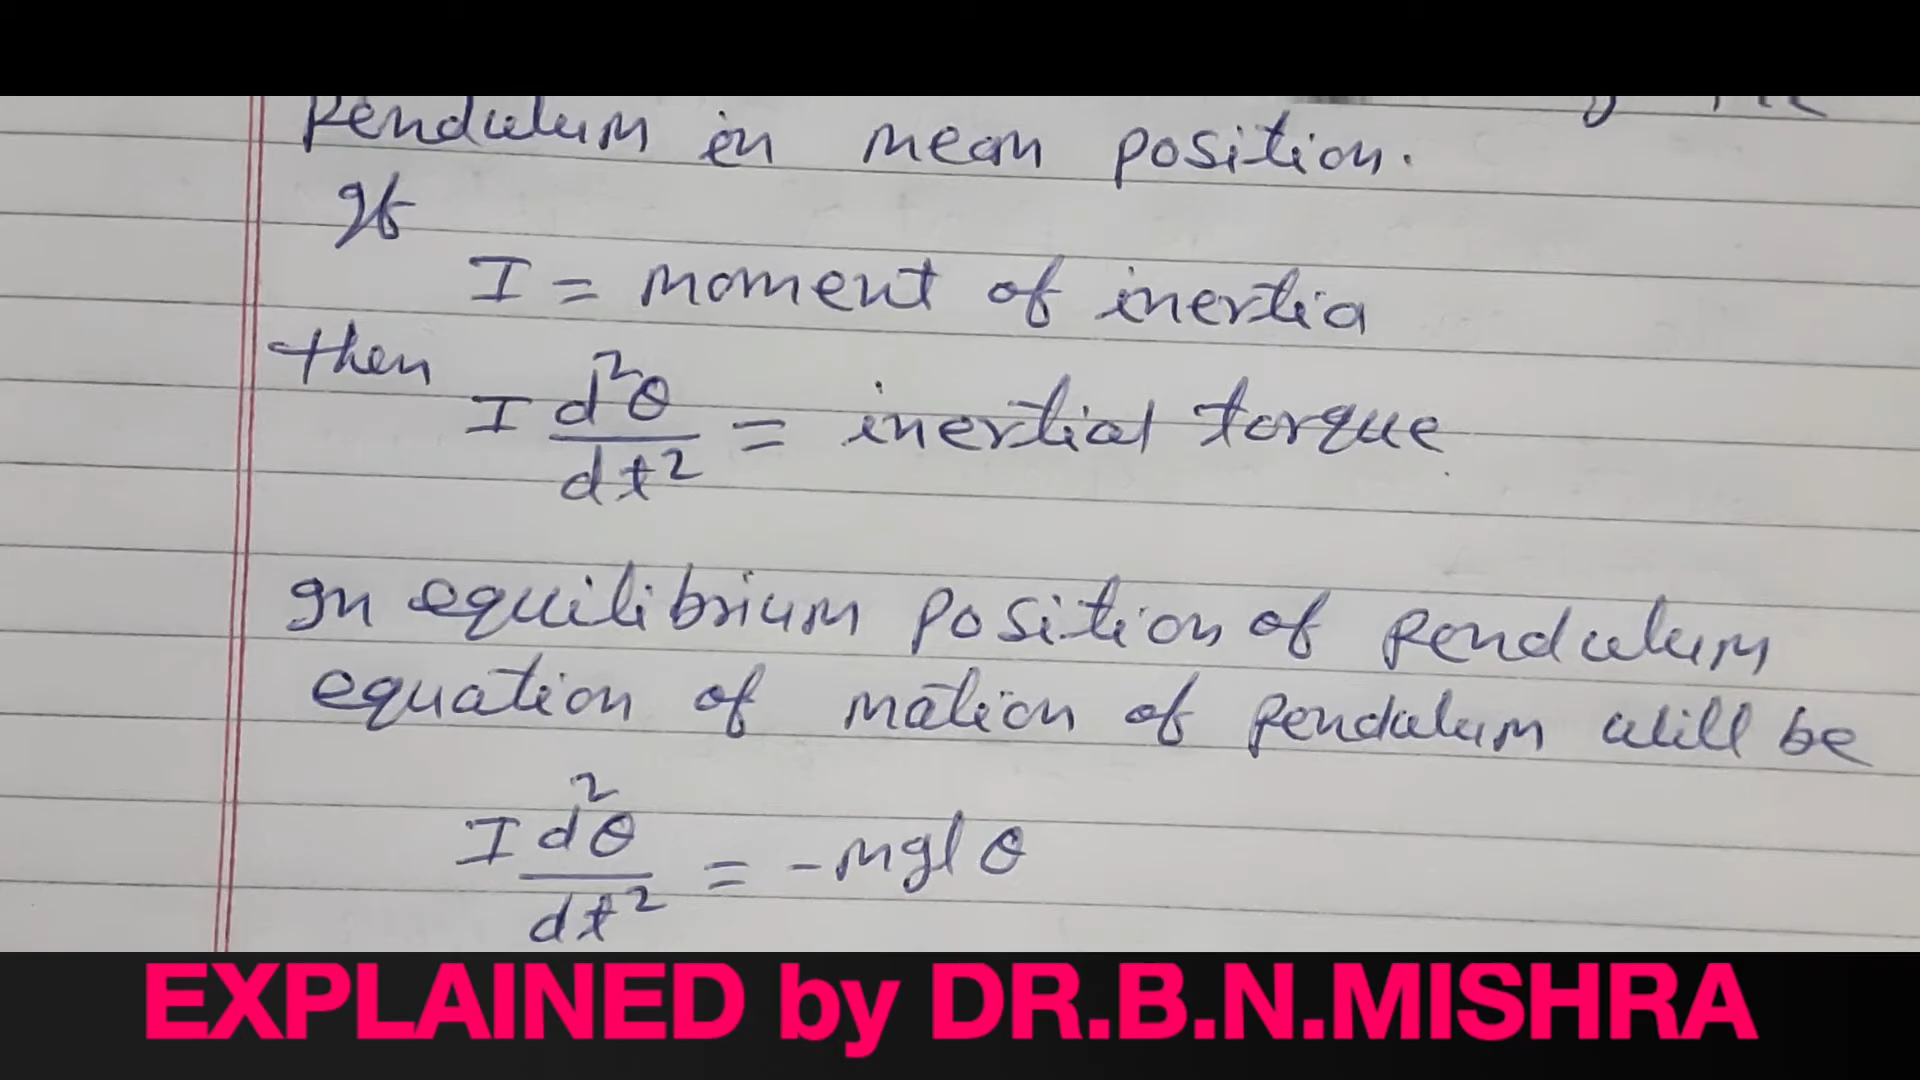 Pendulum in mean position.
If
I = moment of inertia
then I d²θ/dt² = inertial torque
In equilibrium position of pendulum
equation of motion of pendulum will be
I d²θ/dt² = -mglθ
EXPLAINED by DR.B.N.MISHRA